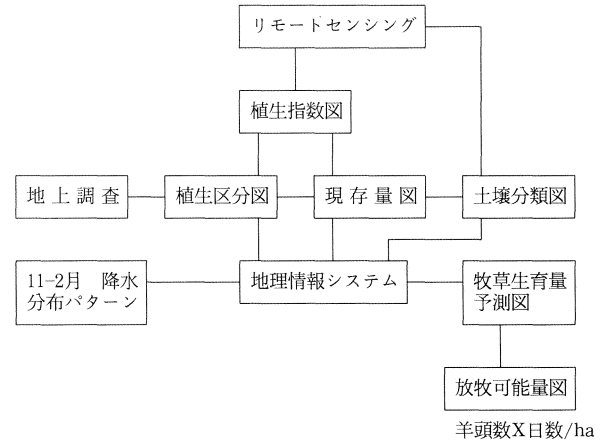 リモートセンシング
植生指数図
地上調査
植生区分図
現存量図
土壌分類図
11-2月 降水
分布パターン
地理情報システム
牧草生育量
予測図
放牧可能量図
羊頭数X日数/ha